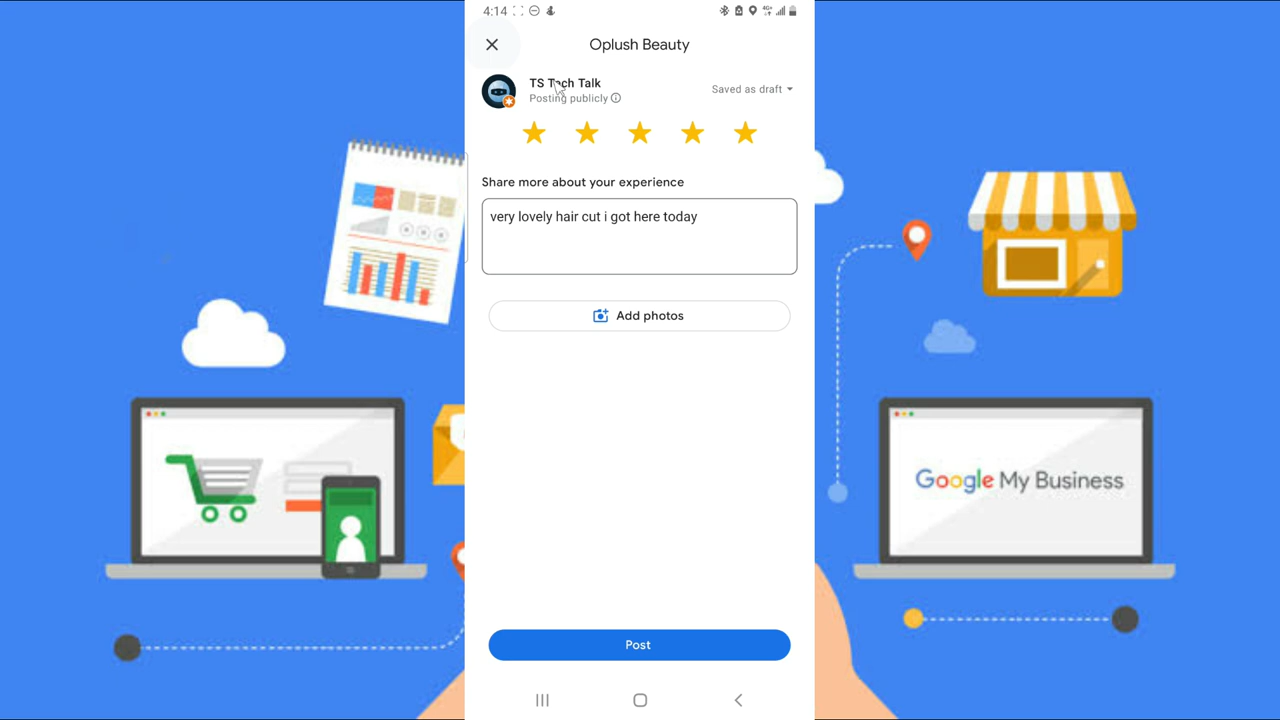 4:14
4G+
Oplush Beauty
TS Tech Talk
Posting publicly
Saved as draft
Share more about your experience
very lovely hair cut i got here today
Add photos
Post
Google My Business